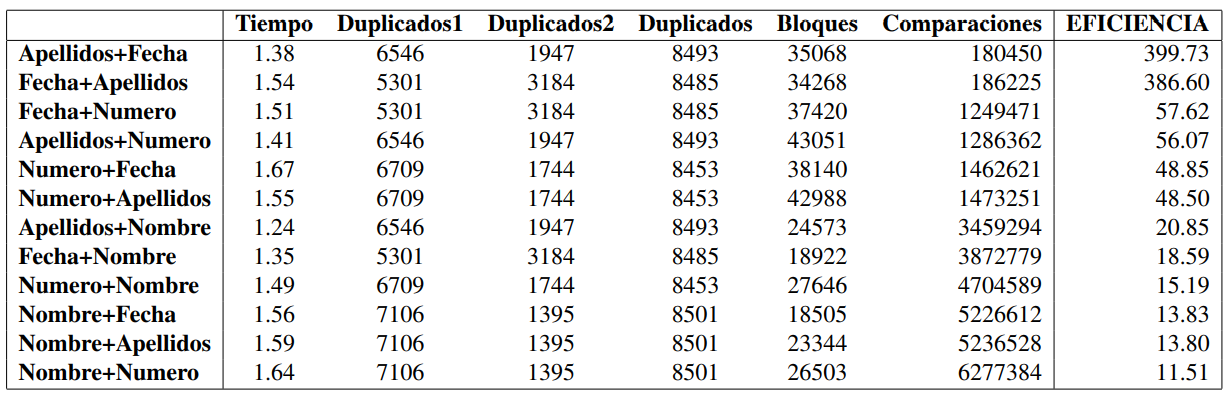 Tiempo Duplicados1 Duplicados2 Duplicado Bloques Comparaciones EFICIENCIA
Apellidos+Fecha 1.38 6546 1947 8493 35068 180450 399.73
Fecha+Apellidos 1.54 5301 3184 8485 34268 186225 386.60
Fecha+Numero 1.51 5301 3184 8485 37420 1249471 57.62
Apellidos+Numero 1.41 6546 1947 8493 43051 1286362 56.07
Numero+Fecha 1.67 6709 1744 8453 38140 1462621 48.85
Numero+Apellidos 1.55 6709 1744 8453 42988 1473251 48.50
Apellidos+Nombre 1.24 6546 1947 8493 24573 3459294 20.85
Fecha+Nombre 1.35 5301 3184 8485 18922 3872779 18.59
Numero+Nombre 1.49 6709 1744 8453 27646 4704589 15.19
Nombre+Fecha 1.56 7106 1395 8501 18505 5226612 13.83
Nombre+Apellidos 1.59 7106 1395 8501 23344 5236528 13.80
Nombre+Numero 1.64 7106 1395 8501 26503 6277384 11.51